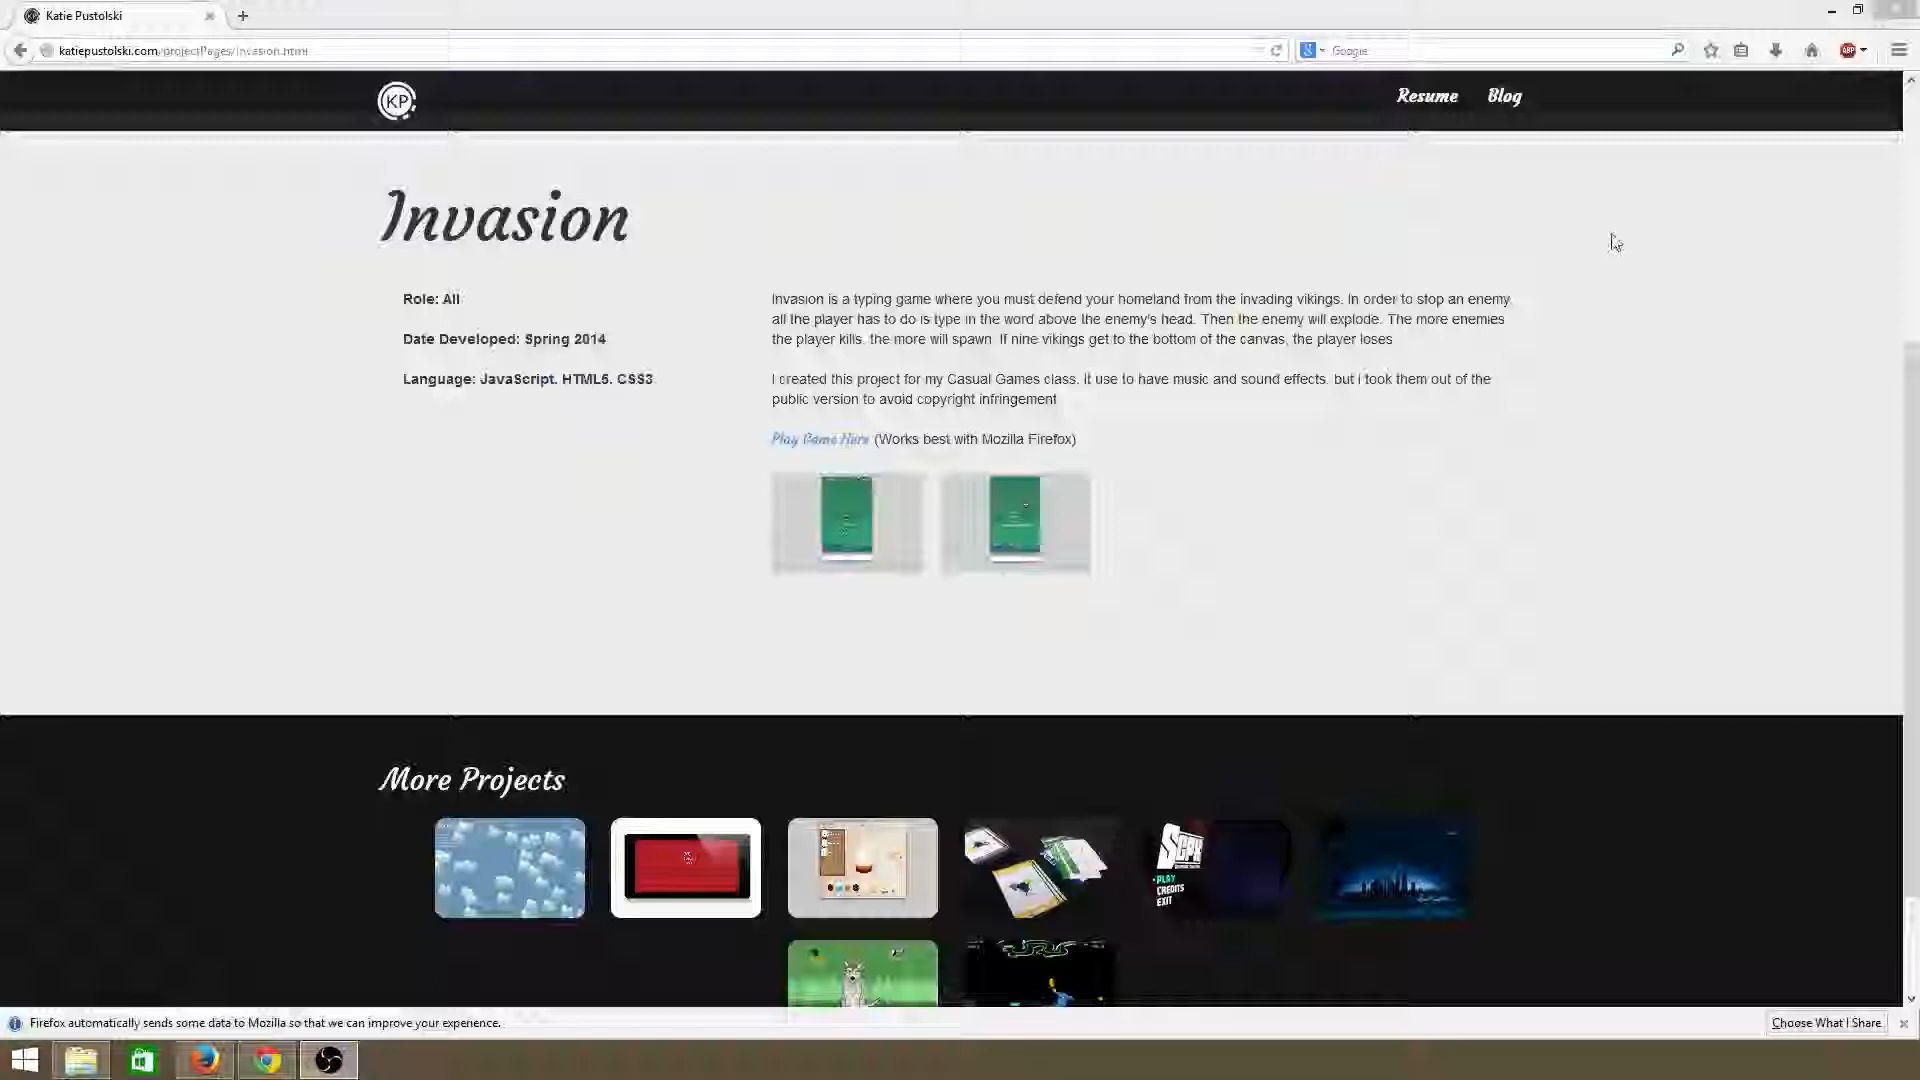 Katie Pustolski
katiepustolski.com/projectPages/invasion.html
Google
ABP
KP
Resume Blog
Invasion
Role: All
Date Developed: Spring 2014
Language: JavaScript, HTML5, CSS3
Invasion is a typing game where you must defend your homeland from the invading vikings. In order to stop an enemy,
all the player has to do is type in the word above the enemy's head. Then the enemy will explode. The more enemies
the player kills, the more will spawn. If nine vikings get to the bottom of the canvas, the player loses.
I created this project for my Casual Games class. It use to have music and sound effects, but I took them out of the
public version to avoid copyright infringement
Play Game Here (Works best with Mozilla Firefox)
More Projects
SCPK
PLAY
CREDITS
EXIT
Firefox automatically sends some data to Mozilla so that we can improve your experience.
Choose What I Share